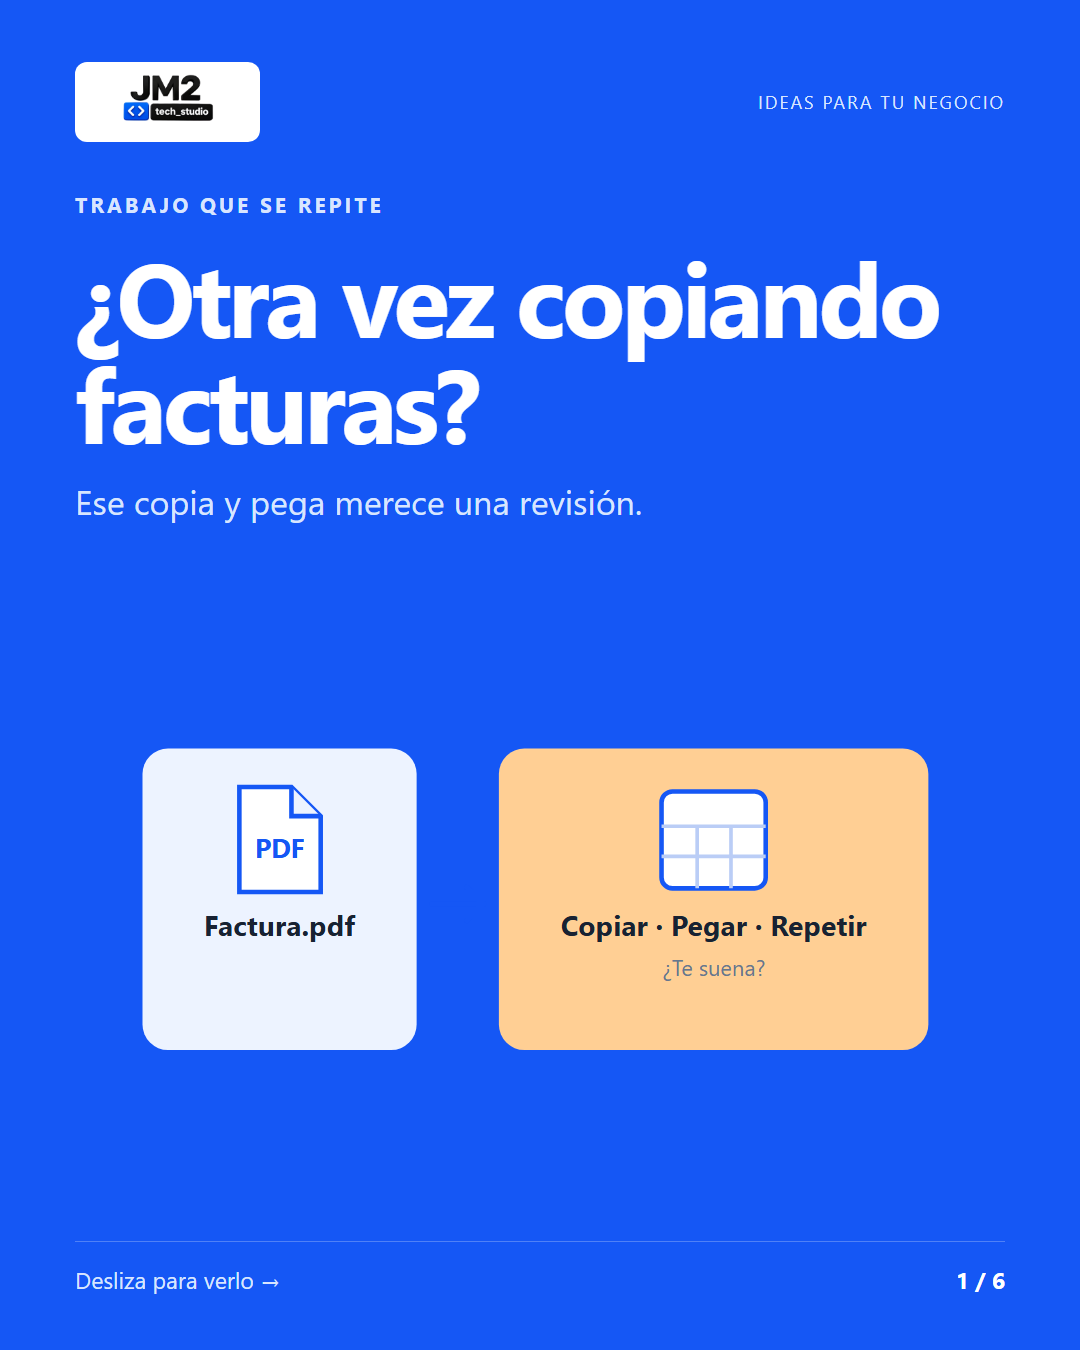 JM2
<> tech_studio
IDEAS PARA TU NEGOCIO
TRABAJO QUE SE REPITE
¿Otra vez copiando
facturas?
Ese copia y pega merece una revisión.
PDF
Factura.pdf
Copiar · Pegar · Repetir
¿Te suena?
Desliza para verlo →
1 / 6